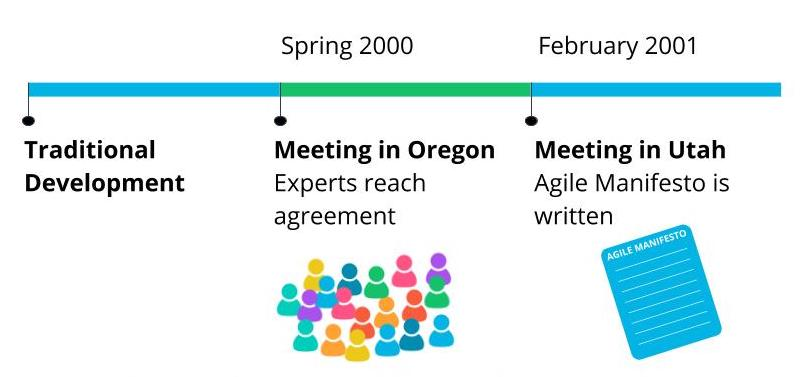 Spring 2000
February 2001
Traditional
Development
Meeting in Oregon
Experts reach
agreement
Meeting in Utah
Agile Manifesto is
written
AGILE MANIFESTO